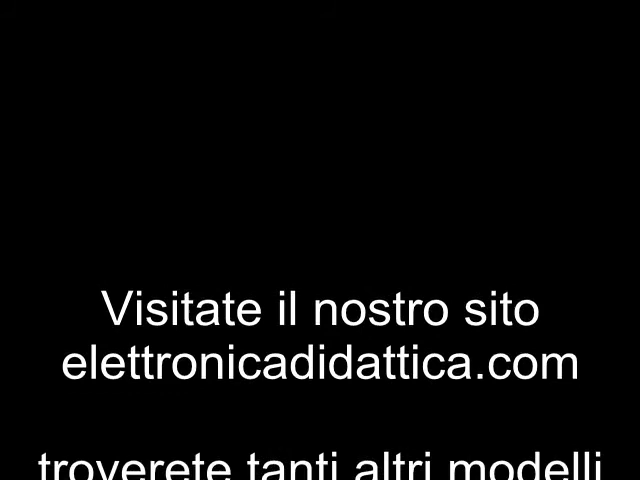 Visitate il nostro sito
elettronicadidattica.com
troverete tanti altri modelli